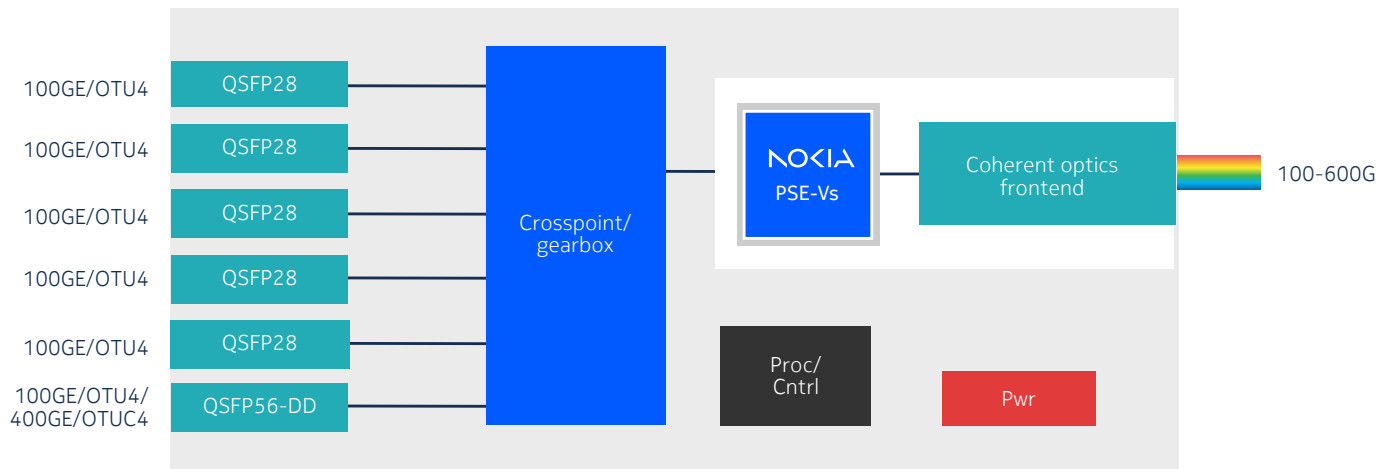 100GE/OTU4
QSFP28
100GE/OTU4
QSFP28
100GE/OTU4
QSFP28
100GE/OTU4
QSFP28
100GE/OTU4
QSFP28
100GE/OTU4/
400GE/OTUC4
QSFP56-DD
Crosspoint/
gearbox
NOKIA
PSE-Vs
Coherent optics
frontend
100-600G
Proc/
Cntrl
Pwr